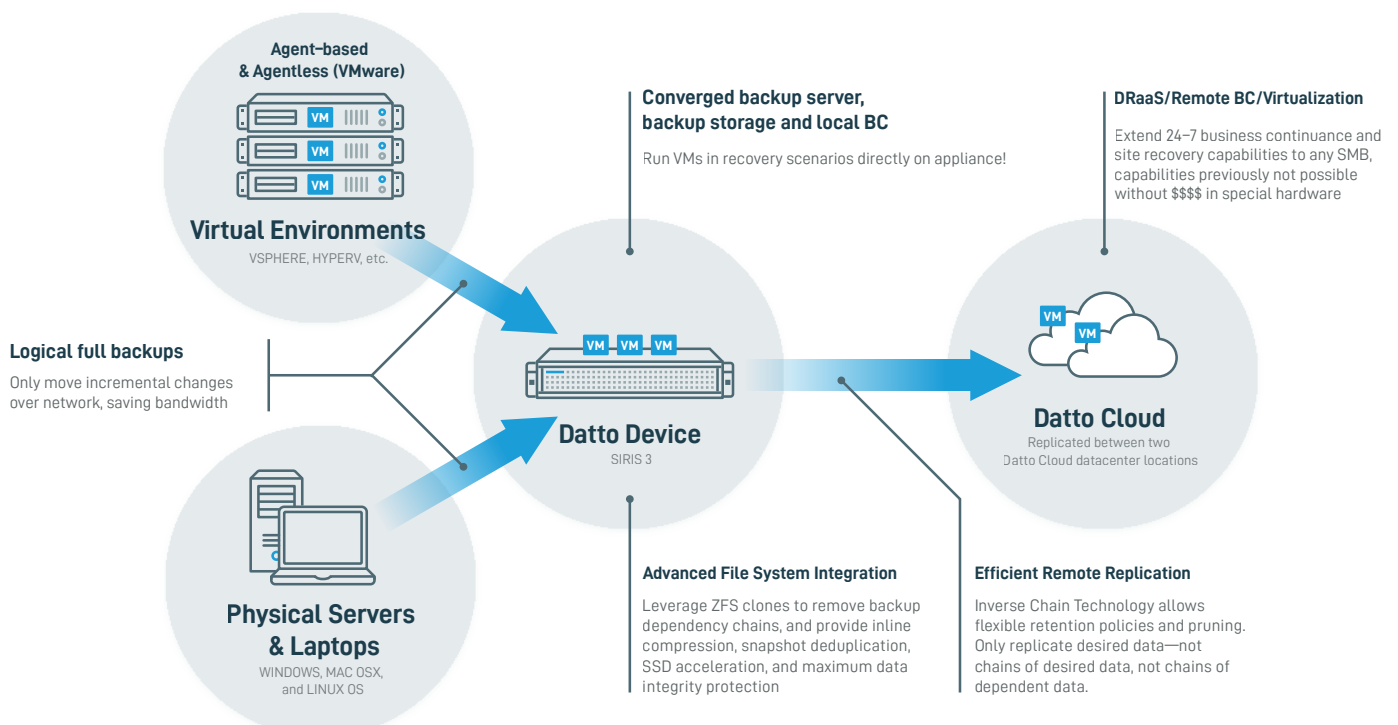 Agent-based
& Agentless (VMware)
VM
VM
VM
Virtual Environments
VSPHERE, HYPERV, etc.
Converged backup server,
backup storage and local BC
Run VMs in recovery scenarios directly on appliance!
DRaaS/Remote BC/Virtualization
Extend 24-7 business continuance and
site recovery capabilities to any SMB,
capabilities previously not possible
without $$$$ in special hardware
Logical full backups
Only move incremental changes
over network, saving bandwidth
VM VM VM
Datto Device
SIRIS 3
VM
VM
Datto Cloud
Replicated between two
Datto Cloud datacenter locations
Physical Servers
& Laptops
WINDOWS, MAC OSX,
and LINUX OS
Advanced File System Integration
Leverage ZFS clones to remove backup
dependency chains, and provide inline
compression, snapshot deduplication,
SSD acceleration, and maximum data
integrity protection
Efficient Remote Replication
Inverse Chain Technology allows
flexible retention policies and pruning.
Only replicate desired data—not
chains of desired data, not chains of
dependent data.